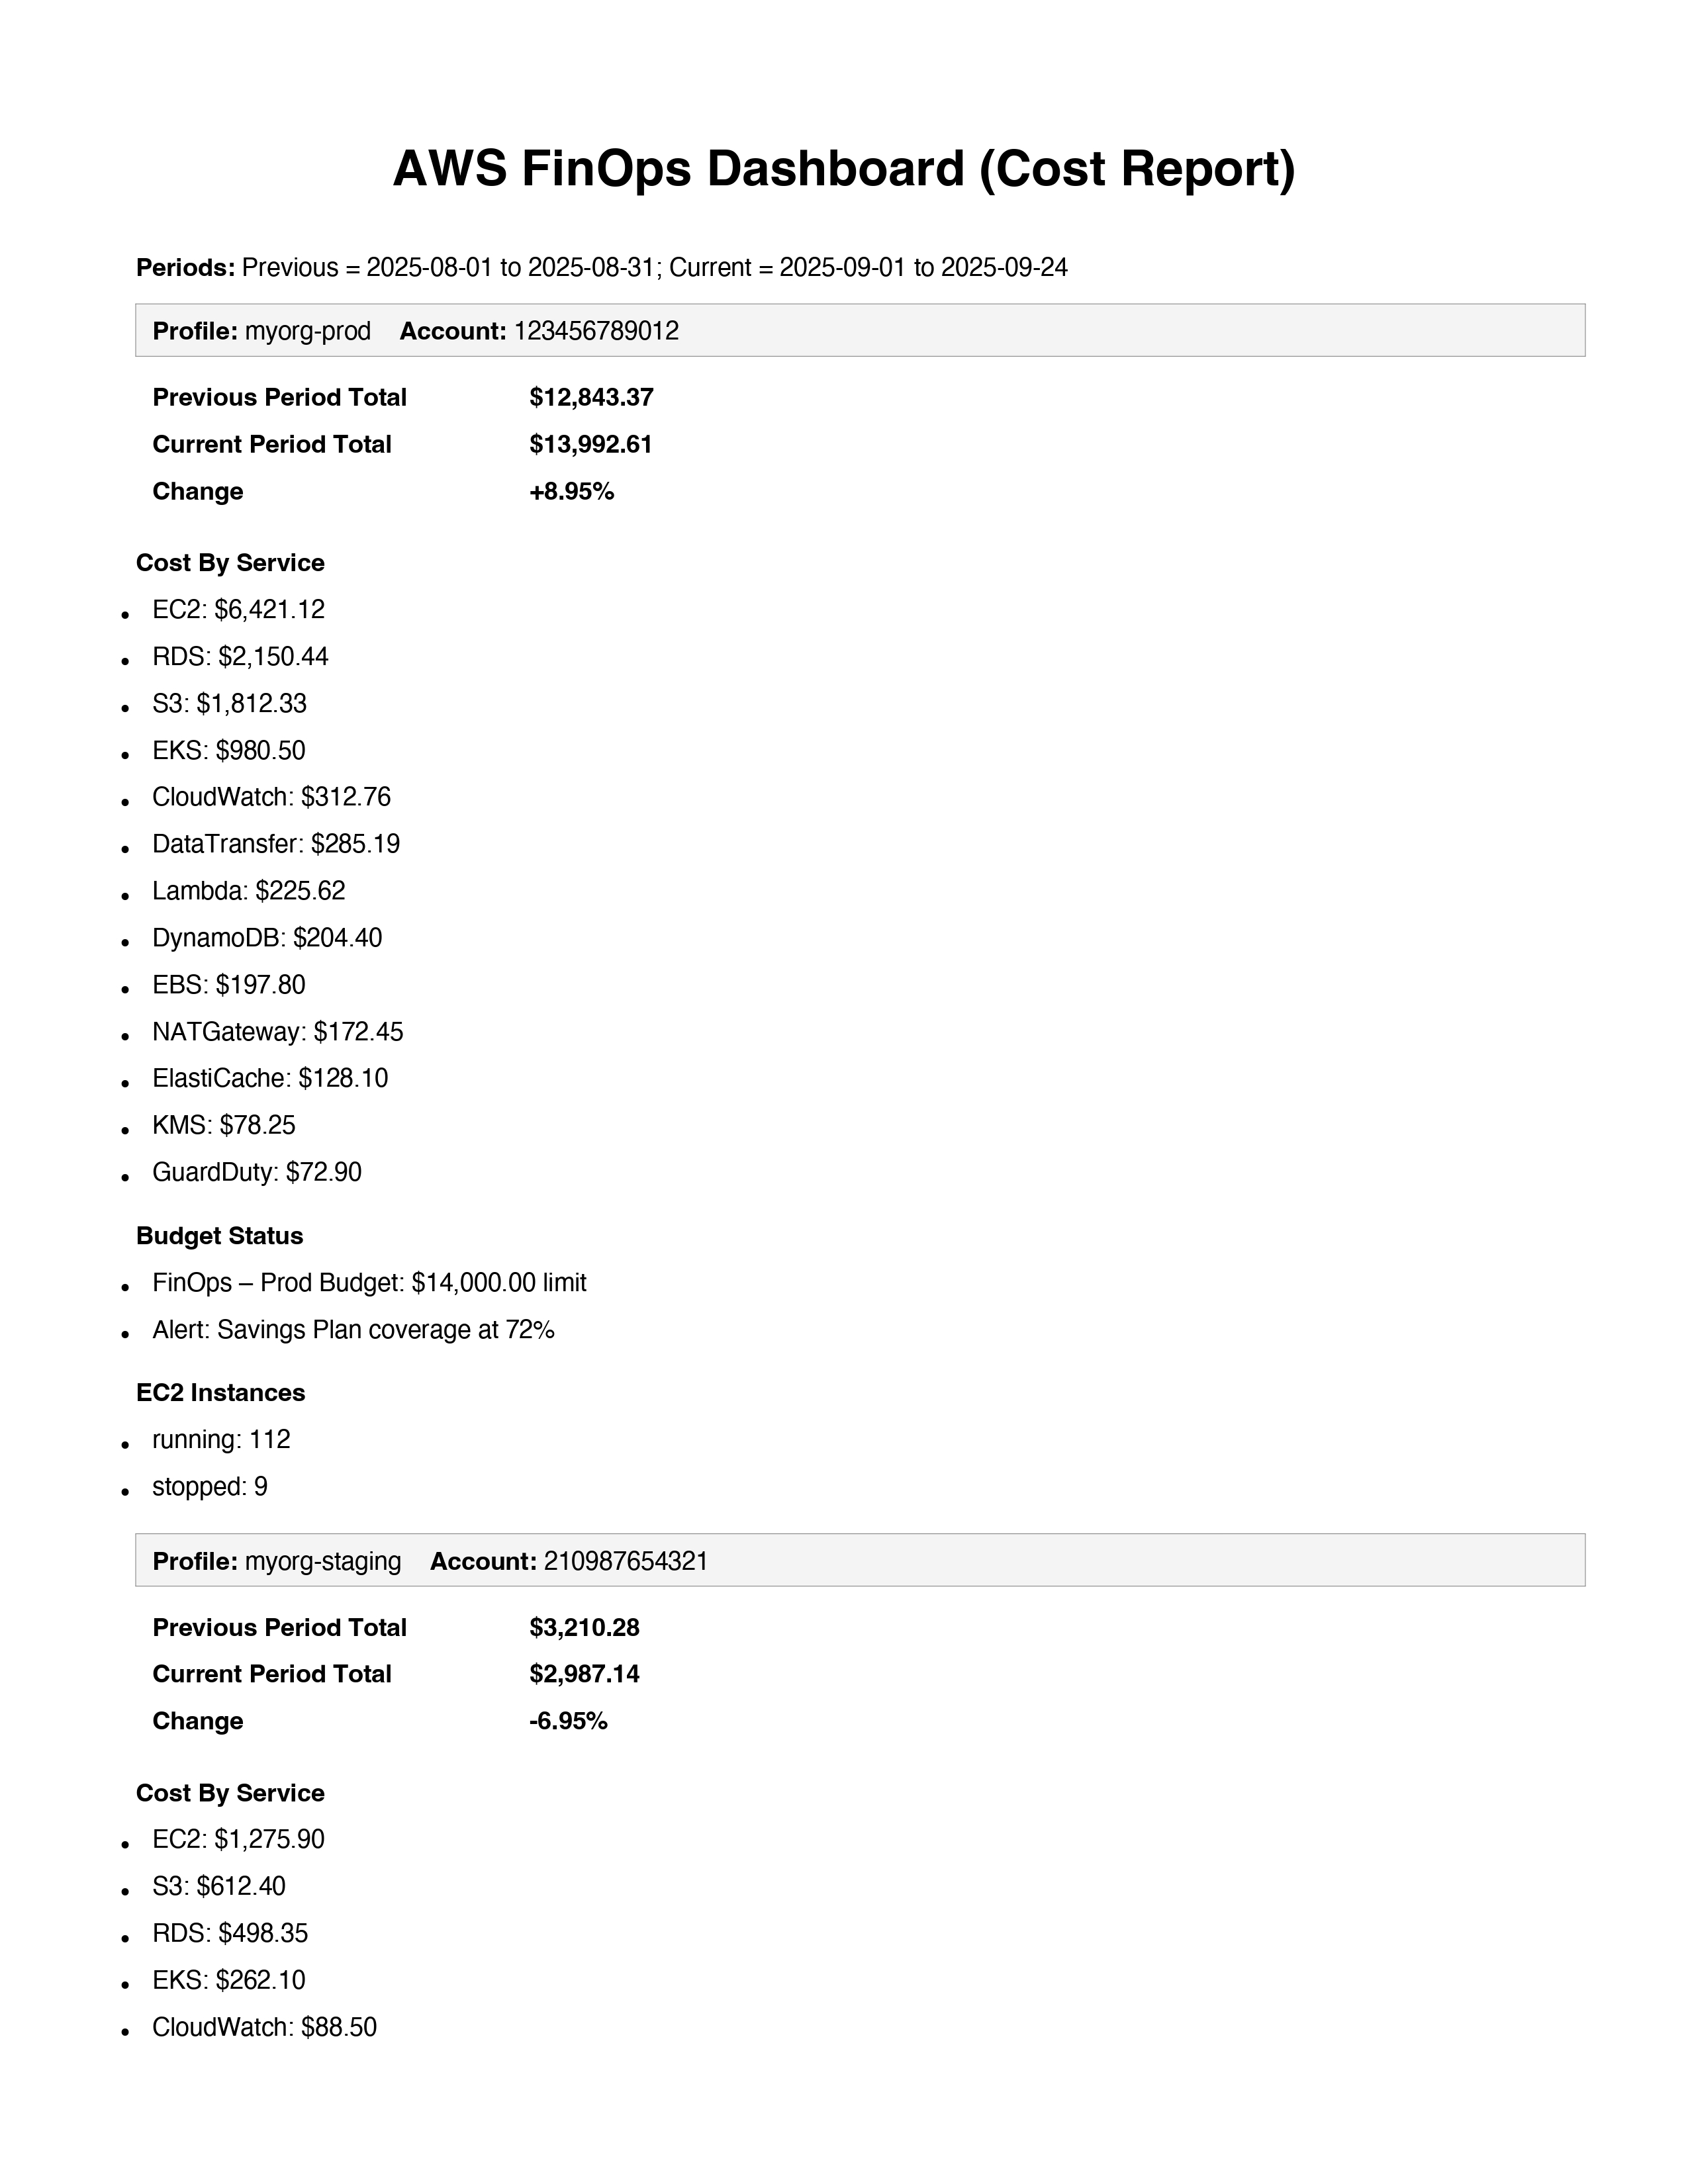 AWS FinOps Dashboard (Cost Report)
Periods: Previous = 2025-08-01 to 2025-08-31; Current = 2025-09-01 to 2025-09-24
Profile: myorg-prod Account: 123456789012
Previous Period Total $12,843.37
Current Period Total $13,992.61
Change +8.95%
Cost By Service
• EC2: $6,421.12
• RDS: $2,150.44
• S3: $1,812.33
• EKS: $980.50
• CloudWatch: $312.76
• DataTransfer: $285.19
• Lambda: $225.62
• DynamoDB: $204.40
• EBS: $197.80
• NATGateway: $172.45
• ElastiCache: $128.10
• KMS: $78.25
• GuardDuty: $72.90
Budget Status
• FinOps – Prod Budget: $14,000.00 limit
• Alert: Savings Plan coverage at 72%
EC2 Instances
• running: 112
• stopped: 9
Profile: myorg-staging Account: 210987654321
Previous Period Total $3,210.28
Current Period Total $2,987.14
Change -6.95%
Cost By Service
• EC2: $1,275.90
• S3: $612.40
• RDS: $498.35
• EKS: $262.10
• CloudWatch: $88.50